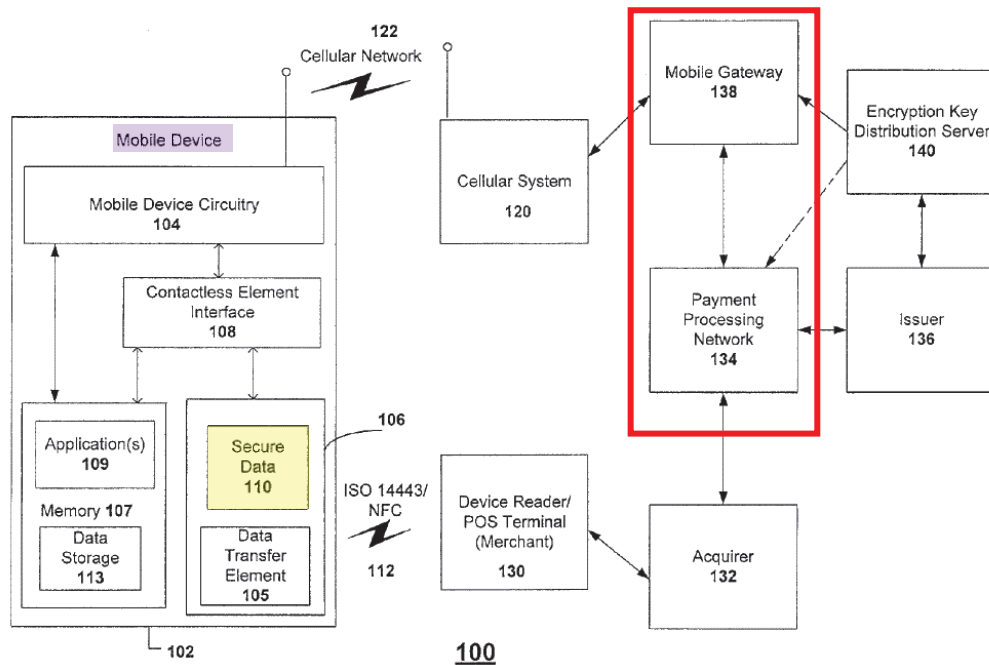 122
Cellular Network
Mobile Device
Mobile Device Circuitry
104
Contactless Element
Interface
108
Application(s)
109
Memory 107
Data
Storage
113
Secure
Data
110
Data
Transfer
Element
105
106
102
ISO 14443/
NFC
112
Cellular System
120
Mobile Gateway
138
Encryption Key
Distribution Server
140
Payment
Processing
Network
134
Issuer
136
Device Reader/
POS Terminal
(Merchant)
130
Acquirer
132
100